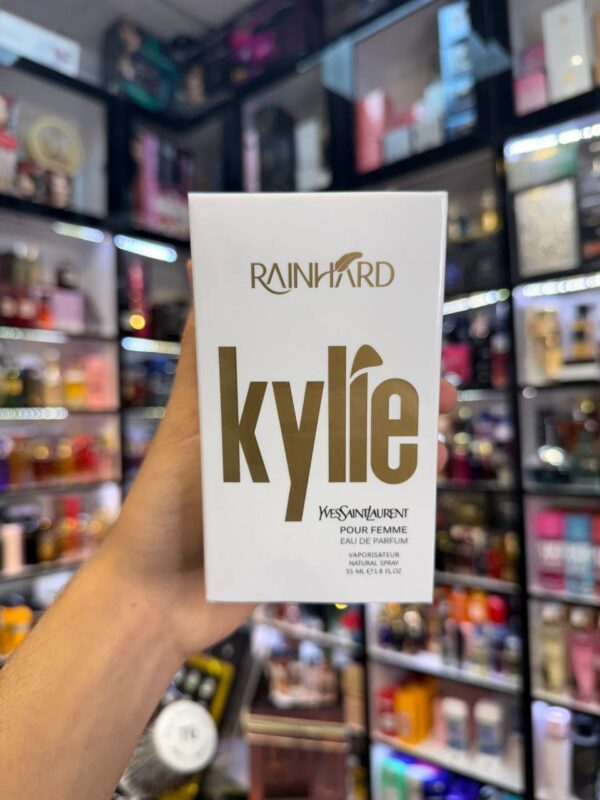 RAINHARD
kylie
YVESSAINTLAURENT
POUR FEMME
EAU DE PARFUM
VAPORISATEUR
NATURAL SPRAY
55 ML ℮ 1.8 FL.OZ